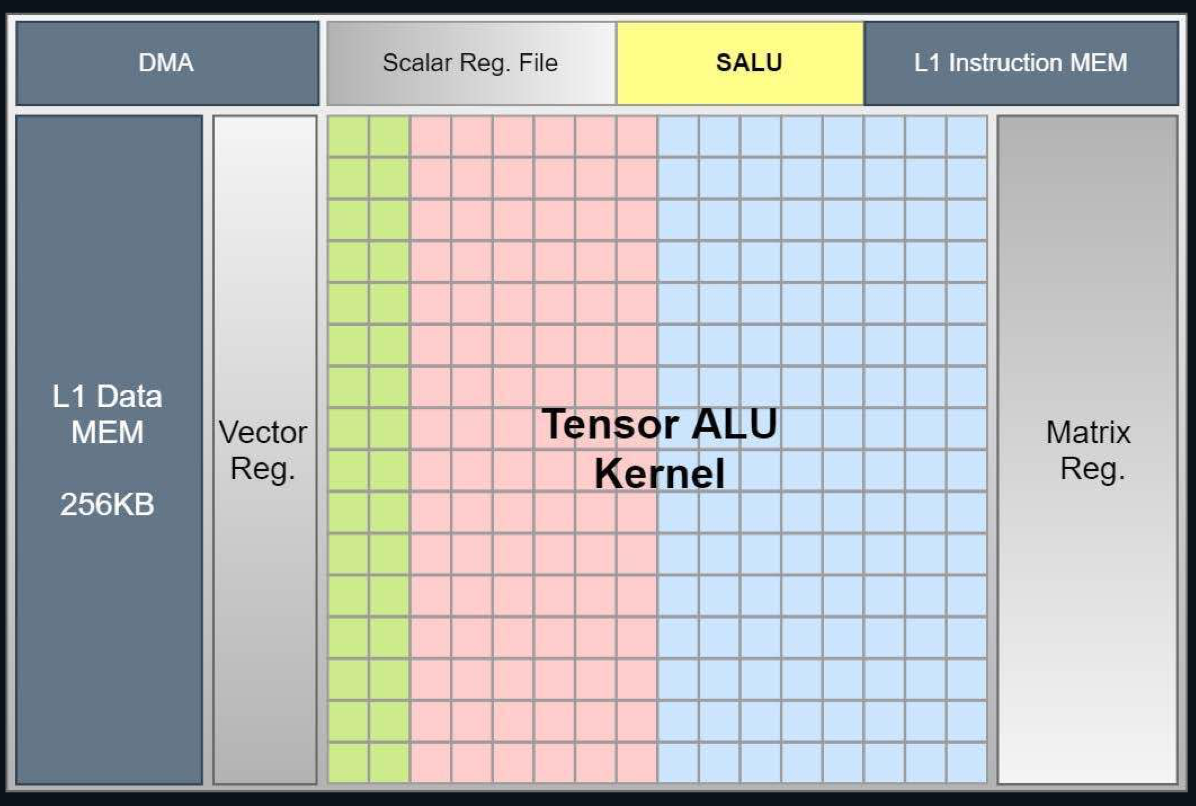 DMA
Scalar Reg. File
SALU
L1 Instruction MEM
L1 Data
MEM
256KB
Vector
Reg.
Tensor ALU
Kernel
Matrix
Reg.